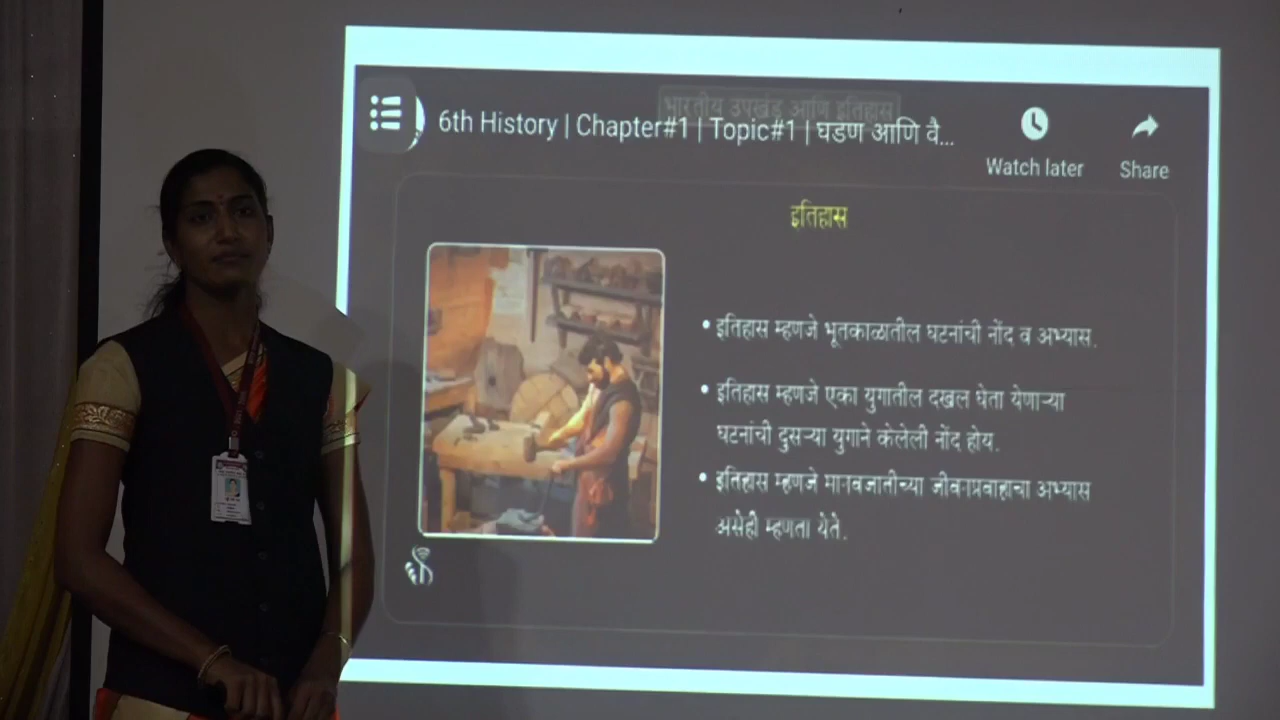 भारतीय उपखंड आणि इतिहास
6th History | Chapter#1 | Topic#1 | घडण आणि वै...
Watch later
Share
इतिहास
• इतिहास म्हणजे भूतकाळातील घटनांची नोंद व अभ्यास.
• इतिहास म्हणजे एका युगातील दखल घेता येणाऱ्या
घटनांची दुसऱ्या युगाने केलेली नोंद होय.
• इतिहास म्हणजे मानवजातीच्या जीवनप्रवाहाचा अभ्यास
असेही म्हणता येते.